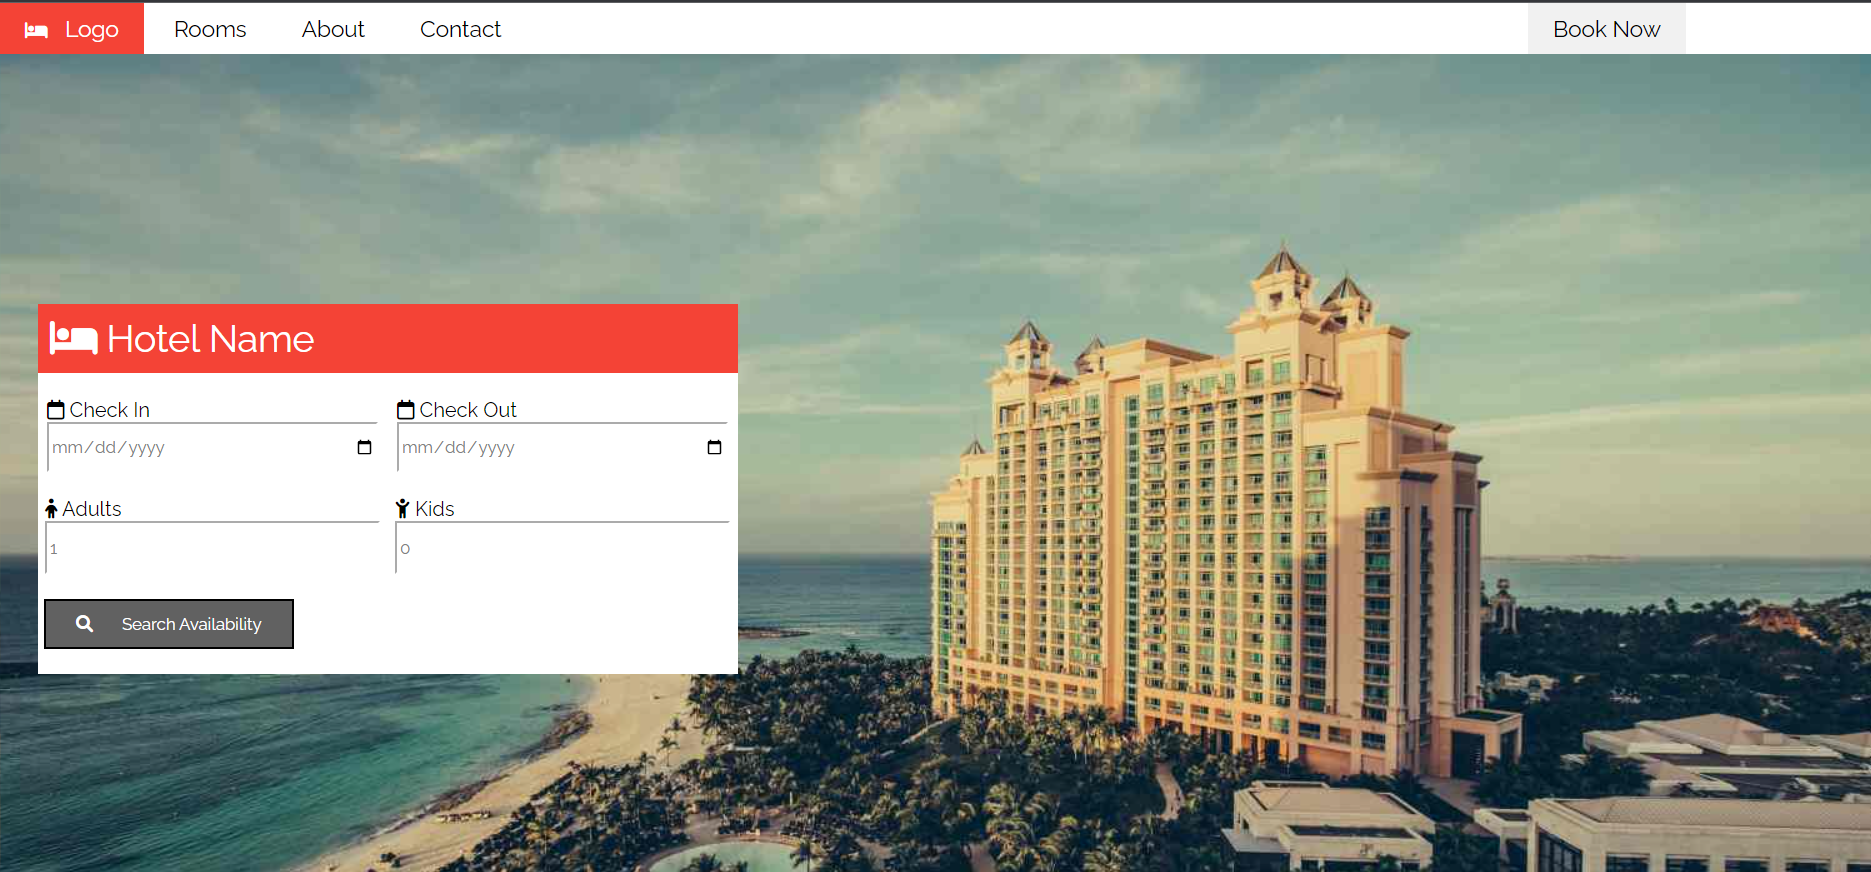 Logo Rooms About Contact Book Now
Hotel Name
Check In Check Out
mm/dd/yyyy mm/dd/yyyy
Adults Kids
1 0
Search Availability